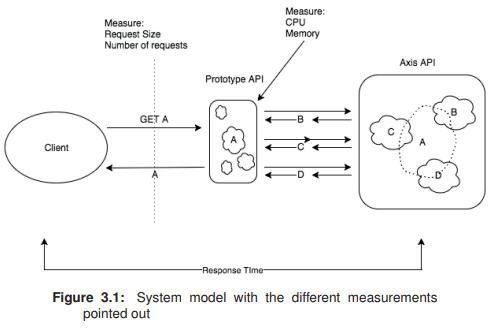 Measure:
Request Size
Number of requests
Measure:
CPU
Memory
Prototype API
Axis API
Client
GET A
A
A
B
C
D
B
C
A
D
Response Time
Figure 3.1: System model with the different measurements
pointed out